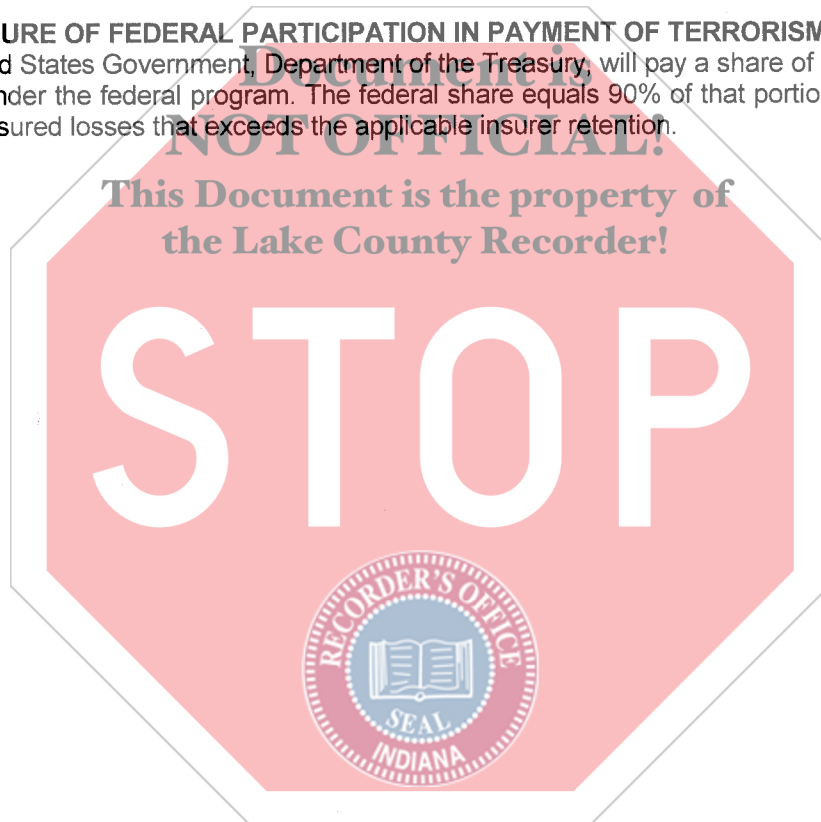 URE OF FEDERAL PARTICIPATION IN PAYMENT OF TERRORISM
d States Government, Department of the Treasury, will pay a share of
nder the federal program. The federal share equals 90% of that portio
sured losses that exceeds the applicable insurer retention.
Document is
NOT OFFICIAL!
This Document is the property of
the Lake County Recorder!
STOP
RECORDER'S OFFICE
SEAL
INDIANA